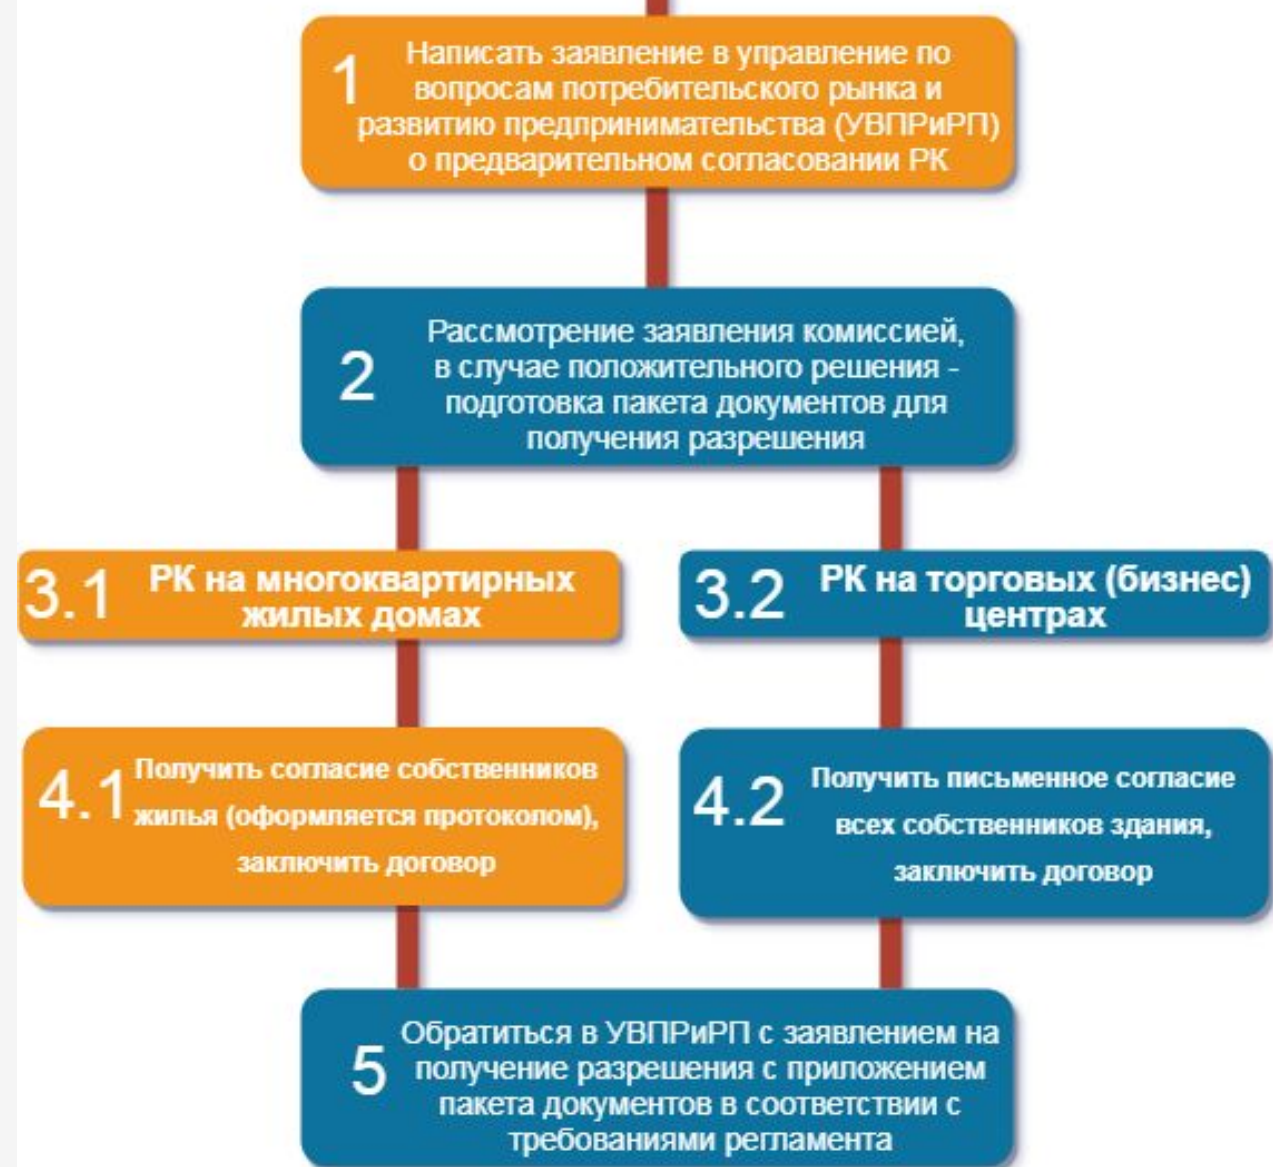 1
Написать заявление в управление по
вопросам потребительского рынка и
развитию предпринимательства (УВПРиРП)
о предварительном согласовании РК
2
Рассмотрение заявления комиссией,
в случае положительного решения -
подготовка пакета документов для
получения разрешения
3.1
РК на многоквартирных
жилых домах
3.2
РК на торговых (бизнес)
центрах
4.1
Получить согласие собственников
жилья (оформляется протоколом),
заключить договор
4.2
Получить письменное согласие
всех собственников здания,
заключить договор
5
Обратиться в УВПРиРП с заявлением на
получение разрешения с приложением
пакета документов в соответствии с
требованиями регламента